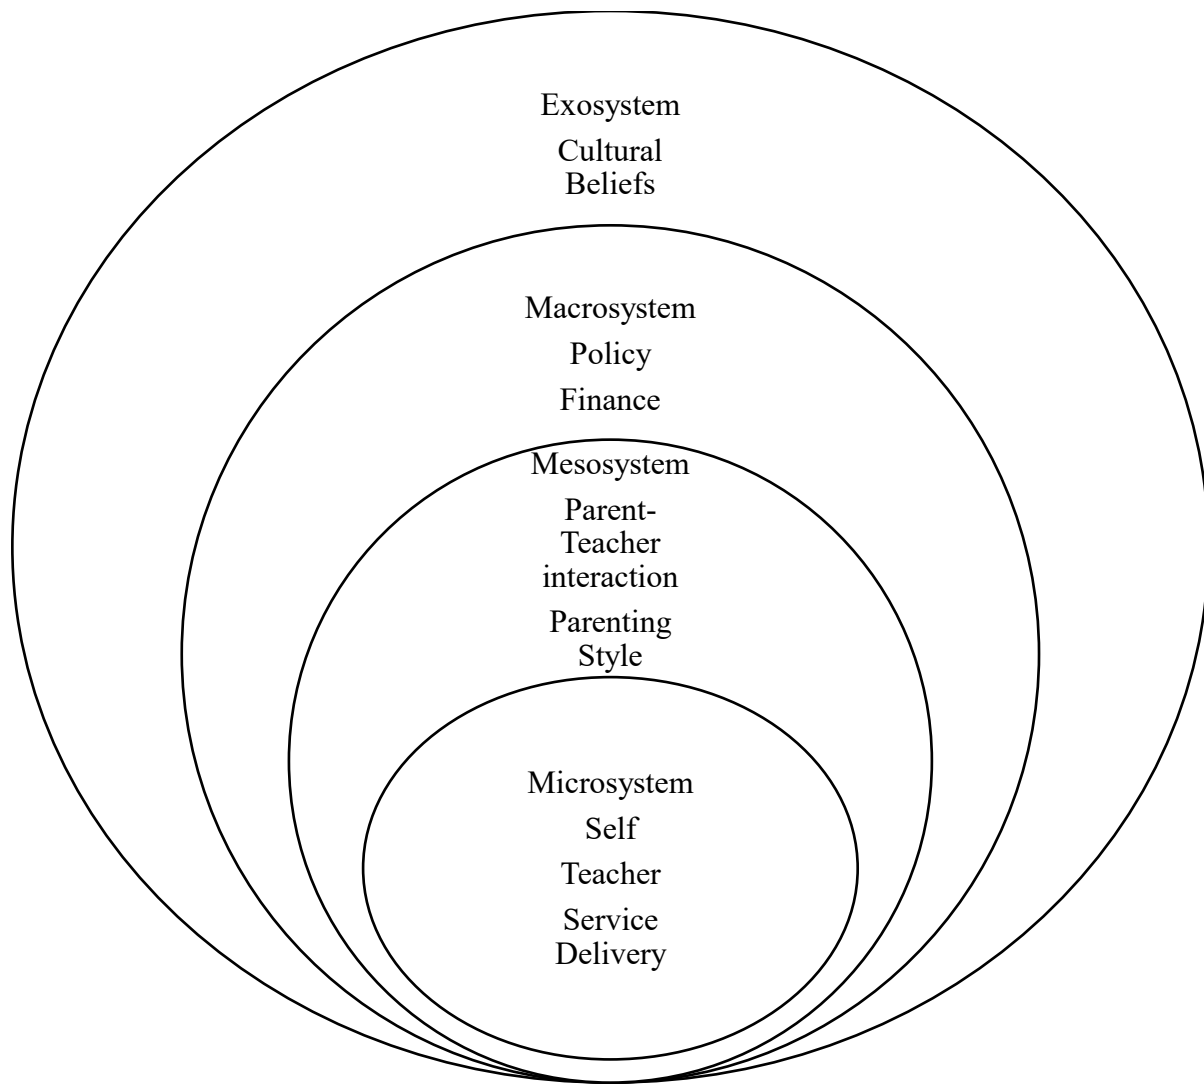 Exosystem
Cultural
Beliefs
Macrosystem
Policy
Finance
Mesosystem
Parent-
Teacher
interaction
Parenting
Style
Microsystem
Self
Teacher
Service
Delivery